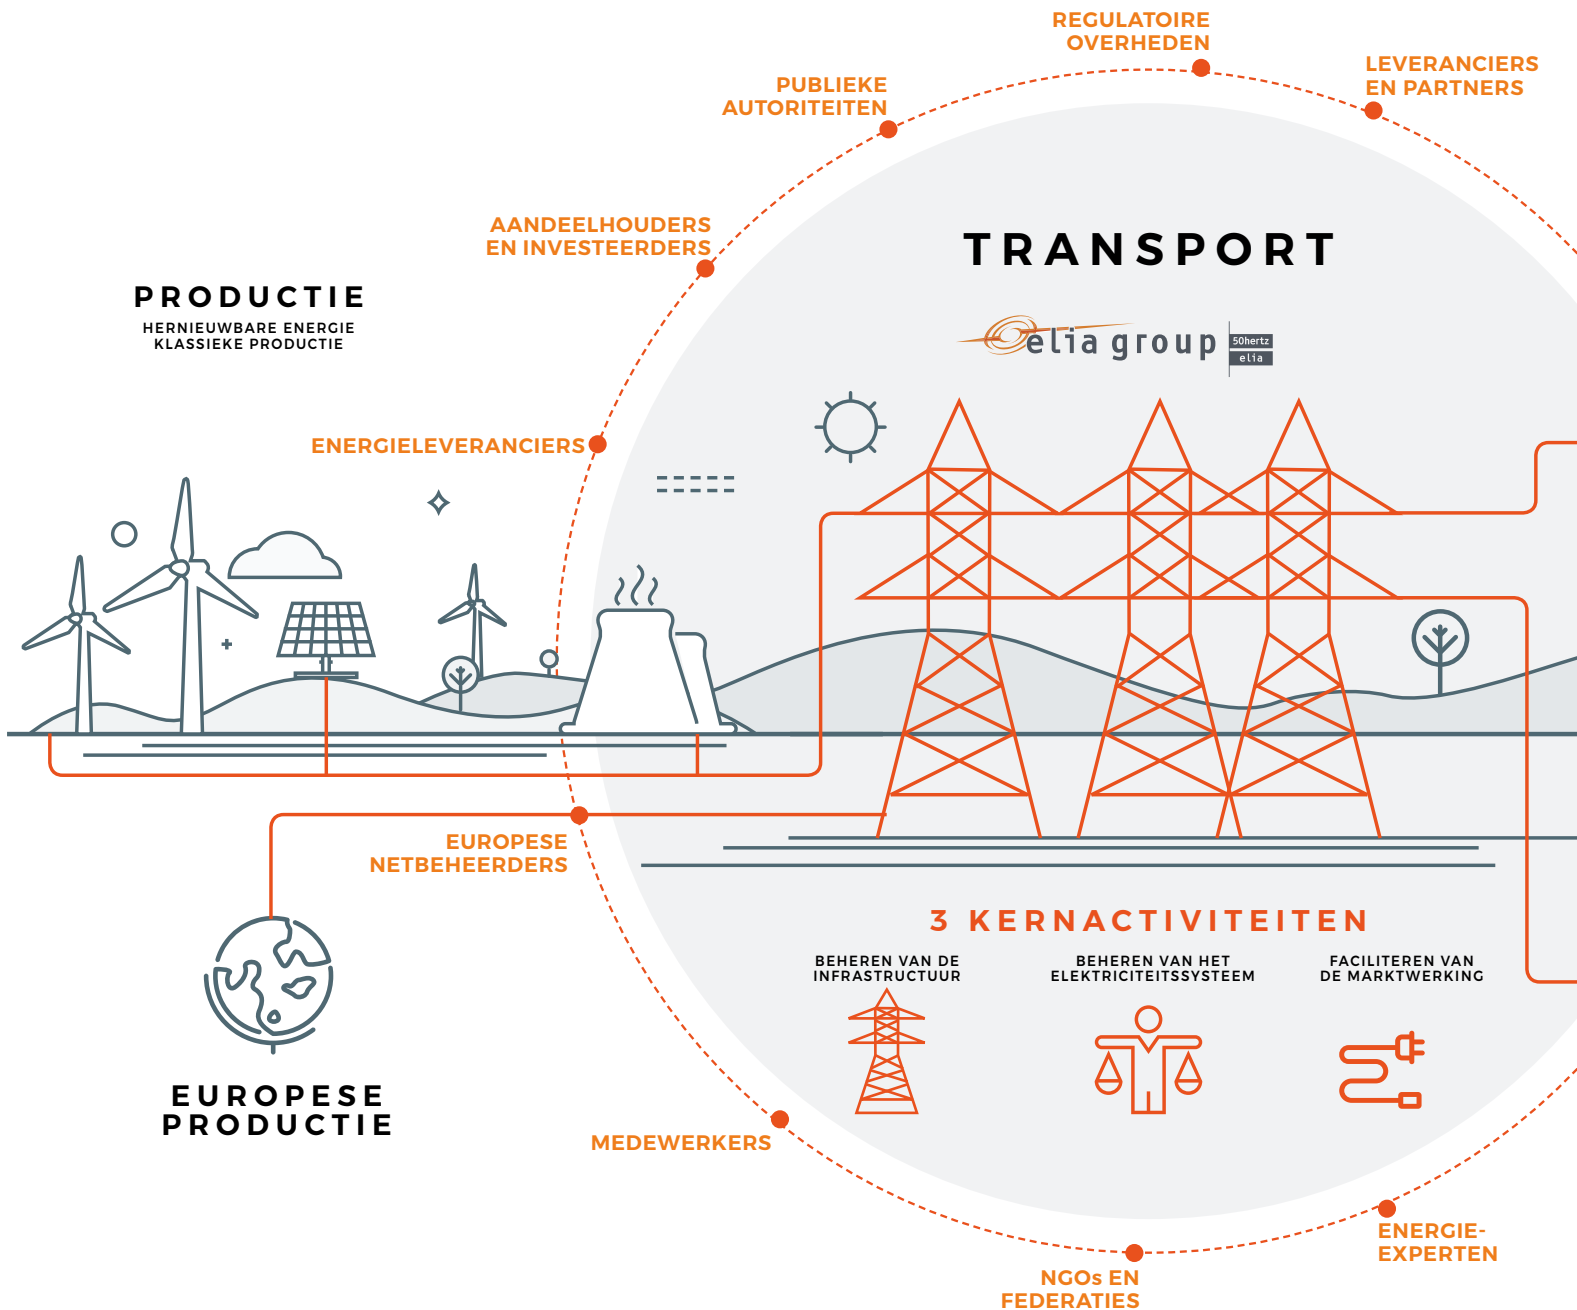 REGULATOIRE
OVERHEDEN
LEVERANCIERS
EN PARTNERS
PUBLIEKE
AUTORITEITEN
AANDEELHOUDERS
EN INVESTEERDERS
TRANSPORT
PRODUCTIE
HERNIEUWBARE ENERGIE
KLASSIEKE PRODUCTIE
elia group
50hertz
elia
ENERGIELEVERANCIERS
EUROPESE
NETBEHEERDERS
3 KERNACTIVITEITEN
BEHEREN VAN DE
INFRASTRUCTUUR
BEHEREN VAN HET
ELEKTRICITEITSSYSTEEM
FACILITEREN VAN
DE MARKTWERKING
EUROPESE
PRODUCTIE
MEDEWERKERS
ENERGIE-
EXPERTEN
NGOs EN
FEDERATIES